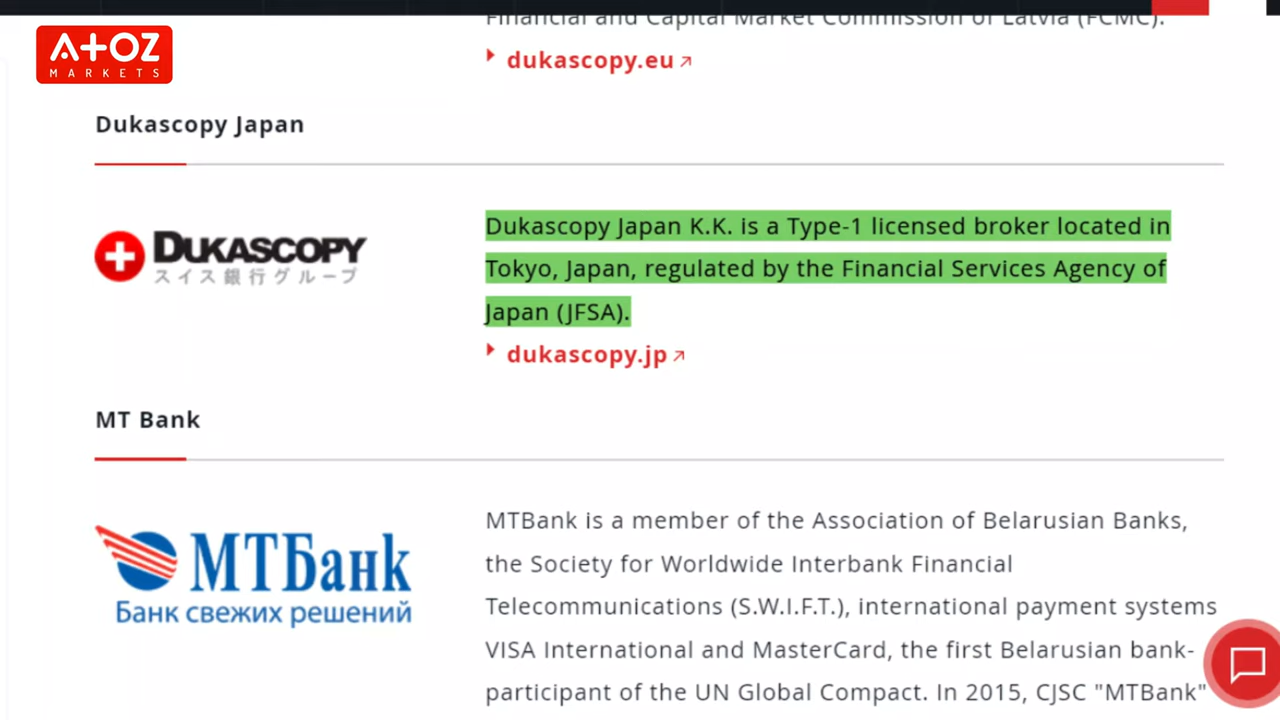 Financial and Capital Market Commission of Latvia (FCMC).
A+OZ
MARKETS
dukascopy.eu
Dukascopy Japan
DUKASCOPY
スイス銀行グループ
Dukascopy Japan K.K. is a Type-1 licensed broker located in
Tokyo, Japan, regulated by the Financial Services Agency of
Japan (JFSA).
dukascopy.jp
MT Bank
МТБанк
Банк свежих решений
MTBank is a member of the Association of Belarusian Banks,
the Society for Worldwide Interbank Financial
Telecommunications (S.W.I.F.T.), international payment systems
VISA International and MasterCard, the first Belarusian bank-
participant of the UN Global Compact. In 2015, CJSC "MTBank"